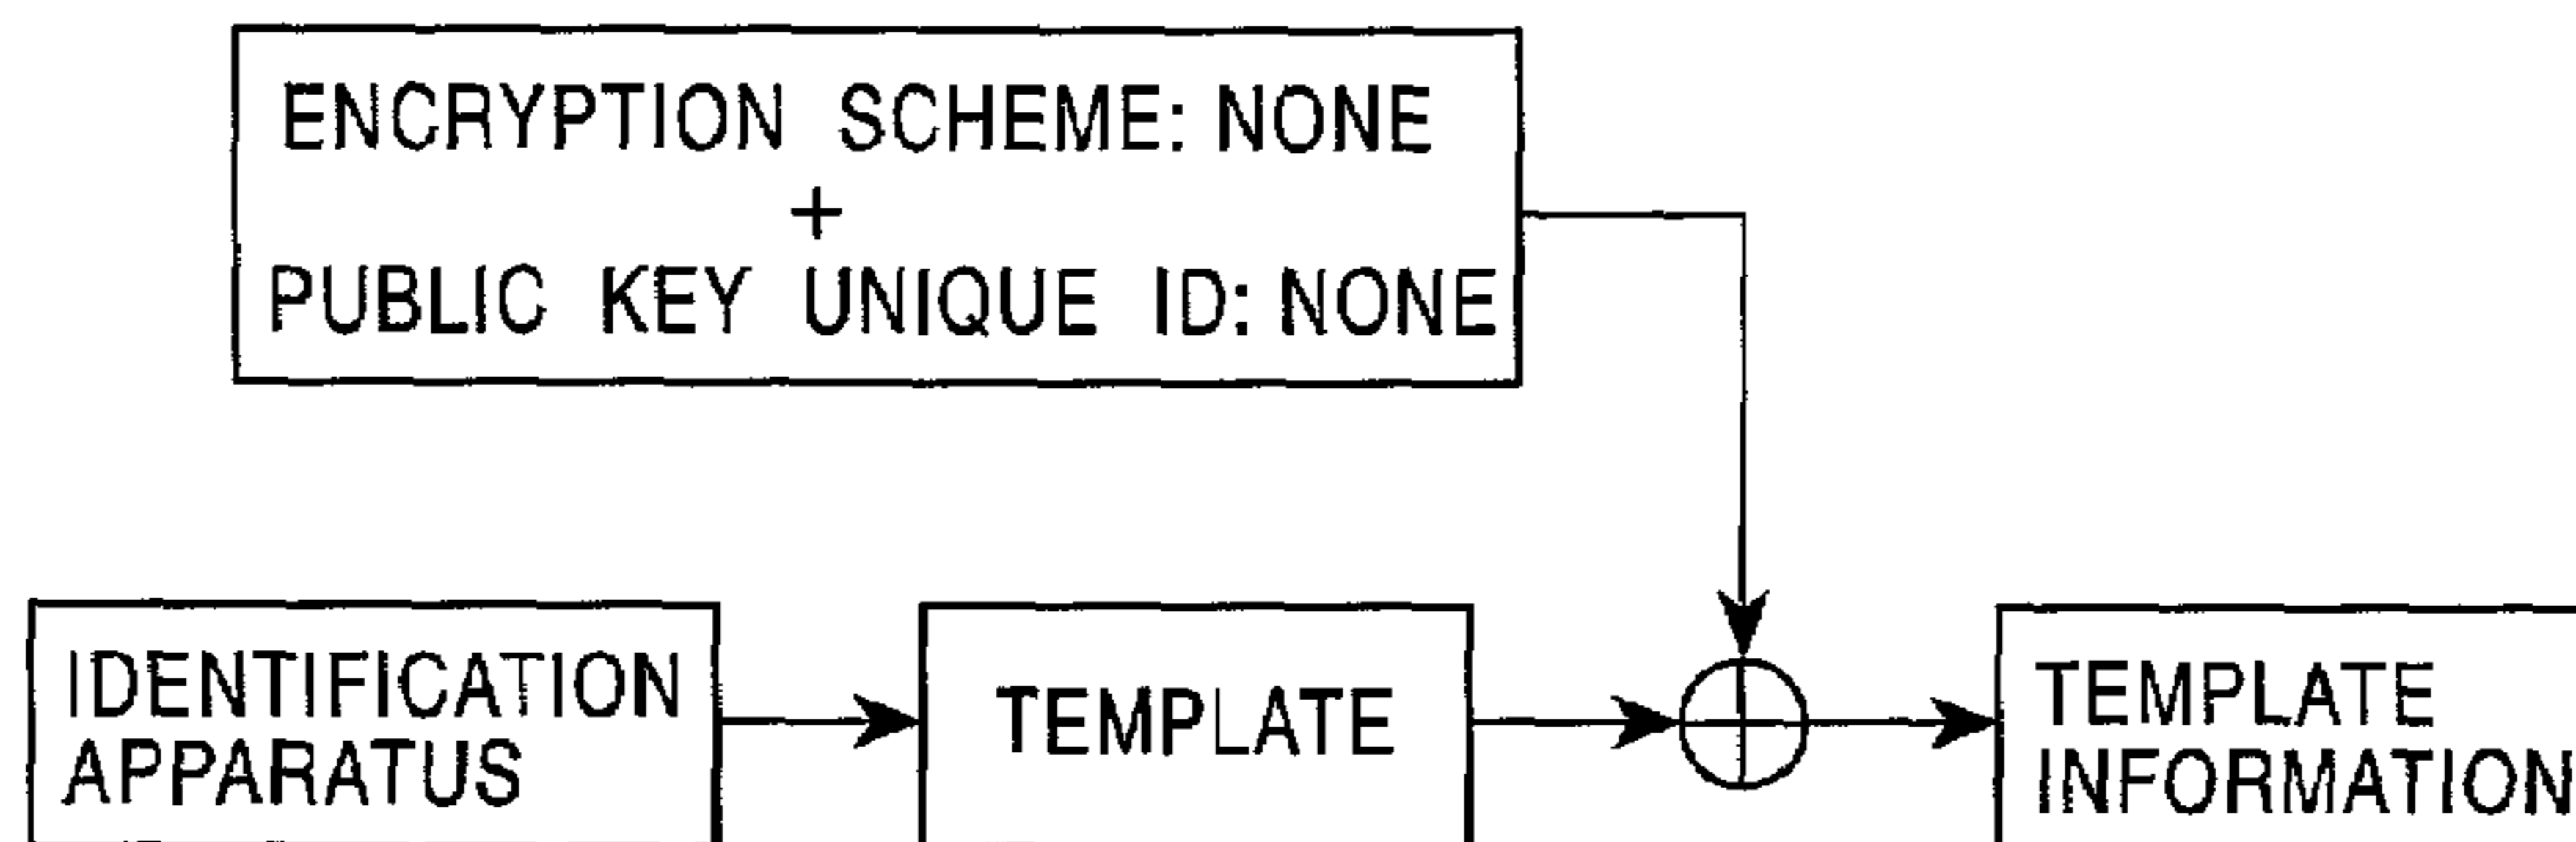 ENCRYPTION SCHEME: NONE
+
PUBLIC KEY UNIQUE ID: NONE
IDENTIFICATION
APPARATUS
TEMPLATE
TEMPLATE
INFORMATION